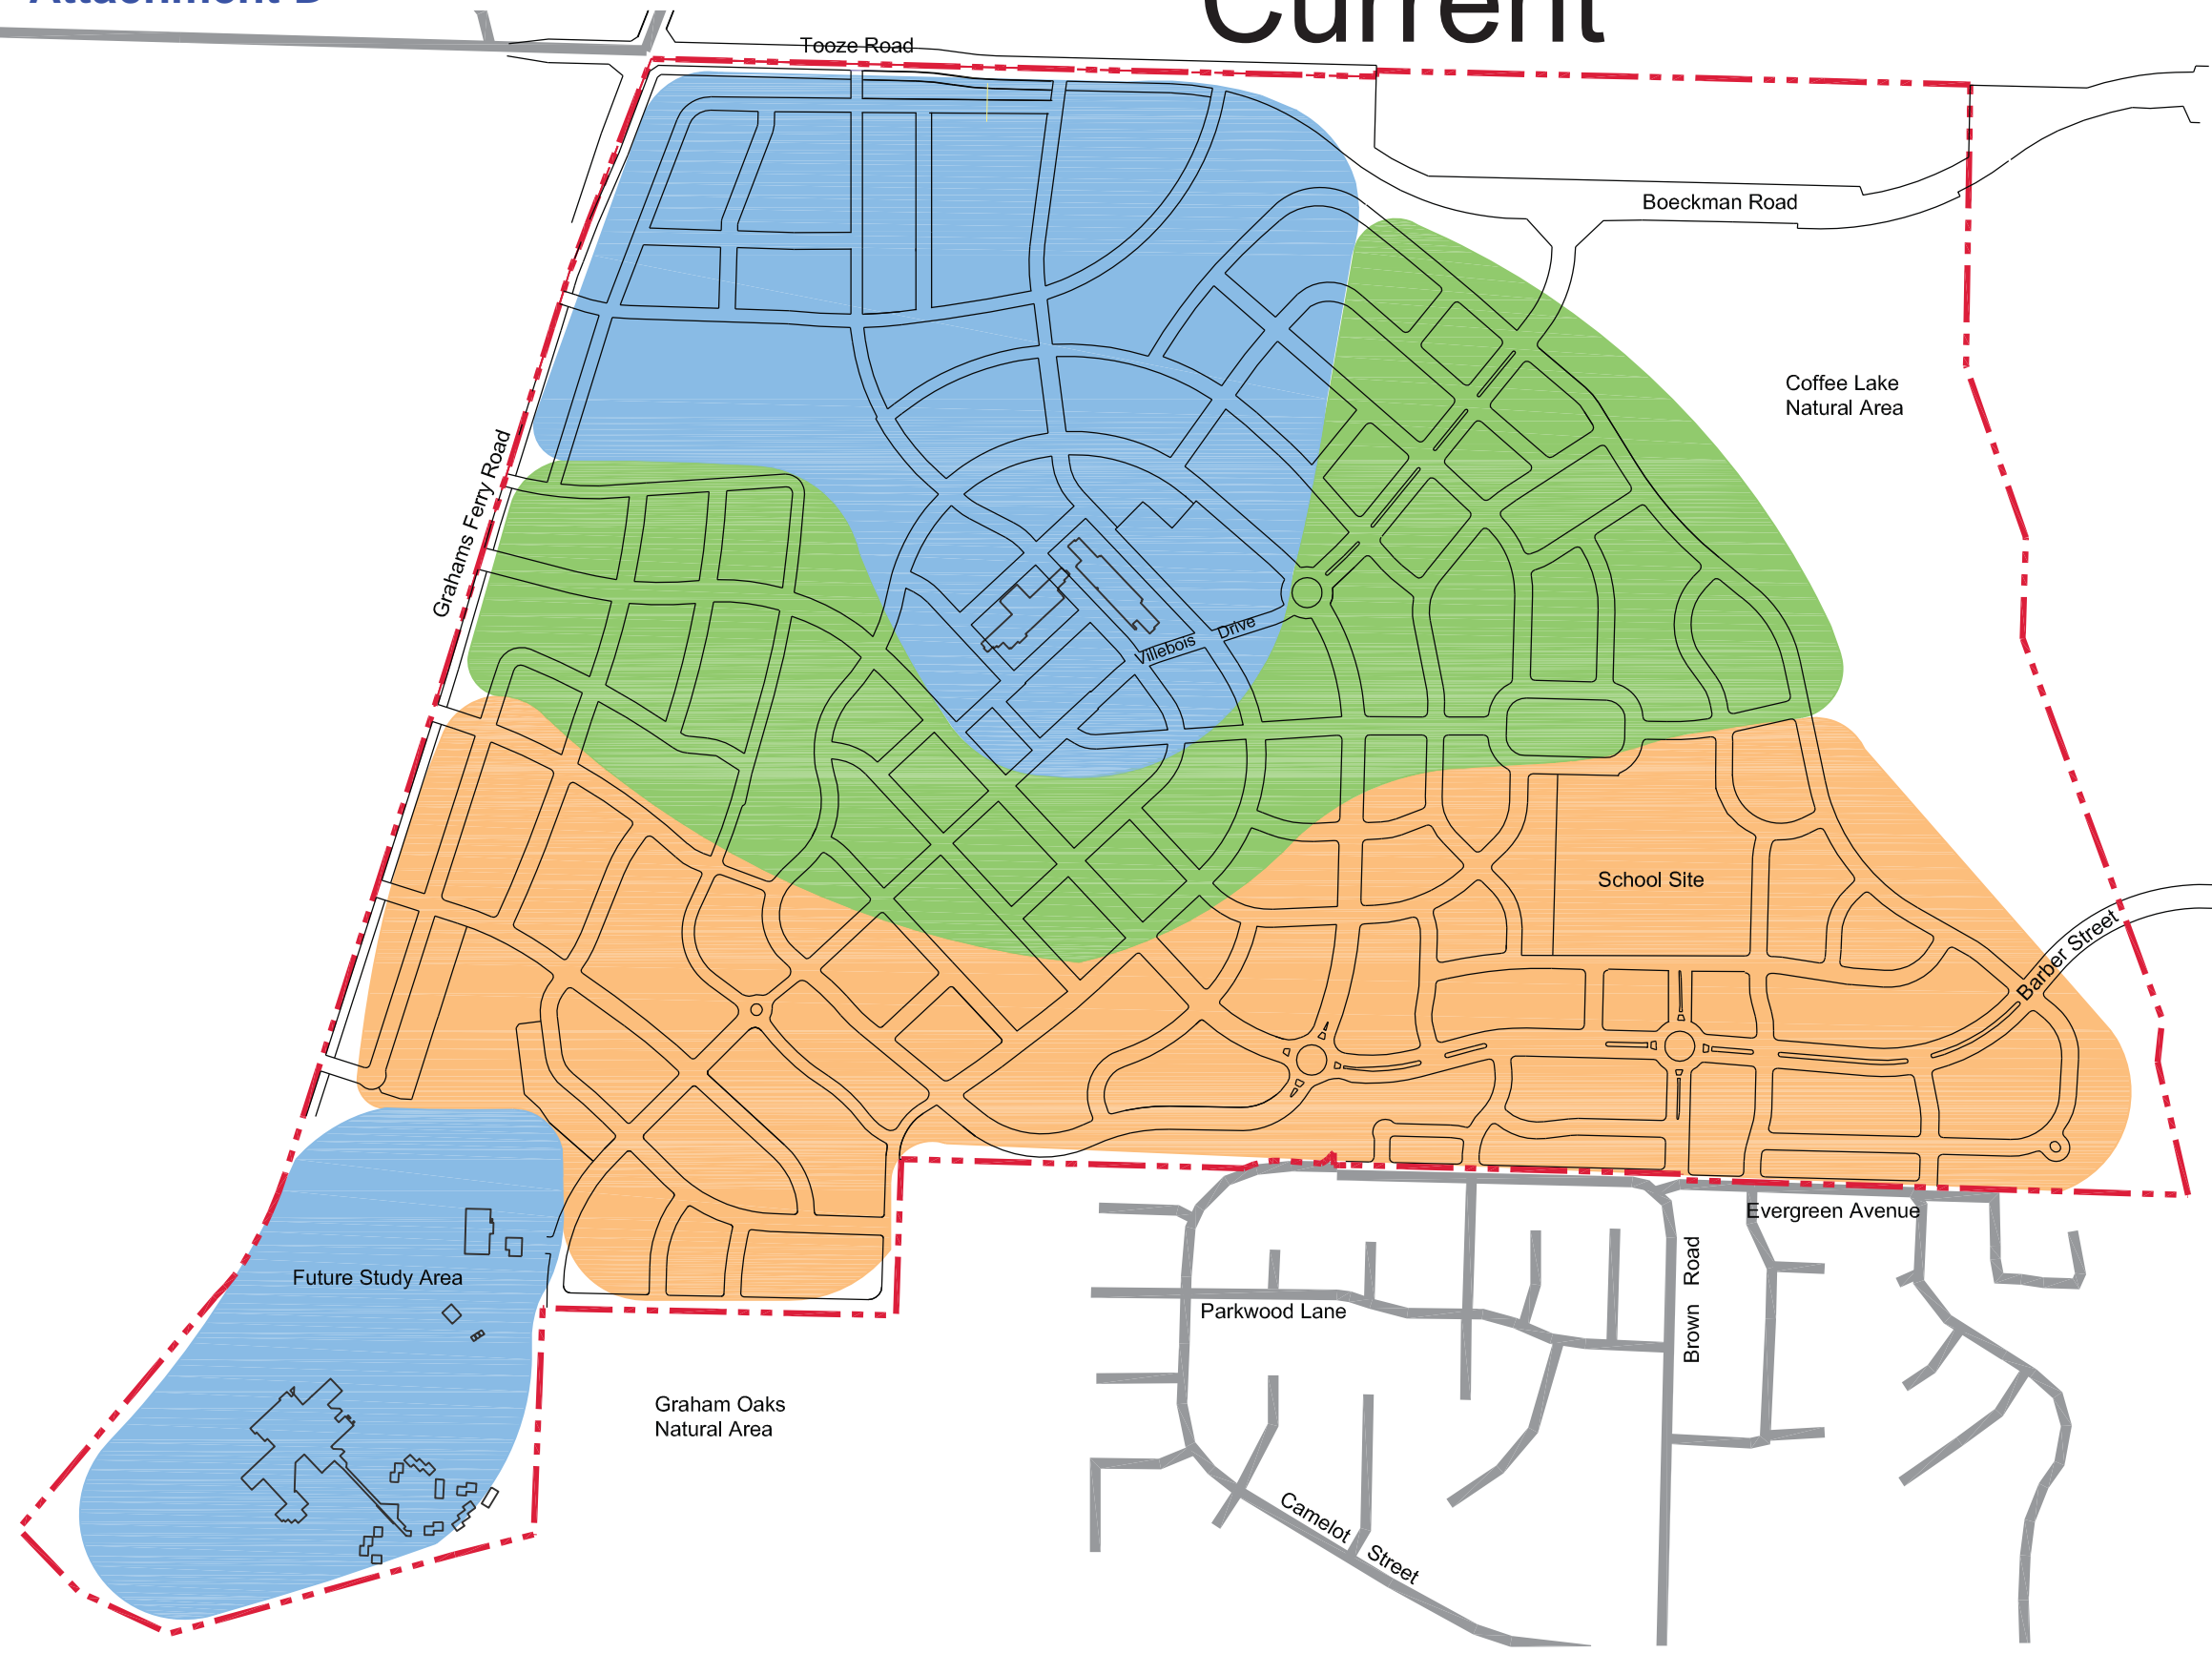 Attachment D
Current
Tooze Road
Boeckman Road
Coffee Lake
Natural Area
Grahams Ferry Road
Villebois Drive
School Site
Barber Street
Evergreen Avenue
Future Study Area
Brown Road
Parkwood Lane
Graham Oaks
Natural Area
Camelot Street